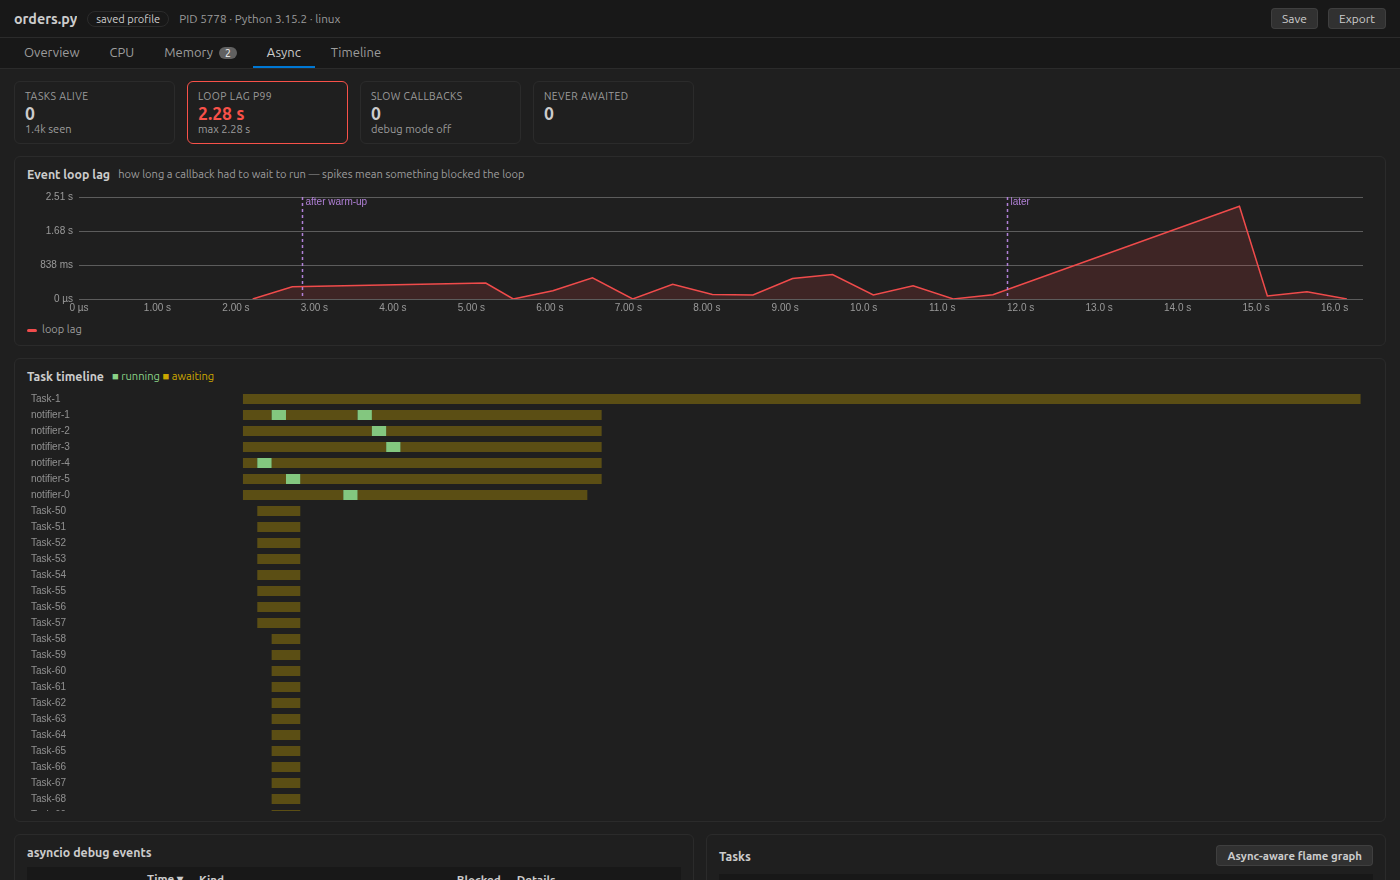 orders.py saved profile PID 5778 · Python 3.15.2 · linux Save Export
Overview CPU Memory 2 Async Timeline
TASKS ALIVE LOOP LAG P99 SLOW CALLBACKS NEVER AWAITED
0 2.28 s 0 0
1.4k seen max 2.28 s debug mode off
Event loop lag how long a callback had to wait to run — spikes mean something blocked the loop
2.51 s
after warm-up later
1.68 s
838 ms
0 µs
0 µs 1.00 s 2.00 s 3.00 s 4.00 s 5.00 s 6.00 s 7.00 s 8.00 s 9.00 s 10.0 s 11.0 s 12.0 s 13.0 s 14.0 s 15.0 s 16.0 s
loop lag
Task timeline running awaiting
Task-1
notifier-1
notifier-2
notifier-3
notifier-4
notifier-5
notifier-0
Task-50
Task-51
Task-52
Task-53
Task-54
Task-55
Task-56
Task-57
Task-58
Task-59
Task-60
Task-61
Task-62
Task-63
Task-64
Task-65
Task-66
Task-67
Task-68
asyncio debug events
Tasks Async-aware flame graph
Time ▼ Kind Blocked Details